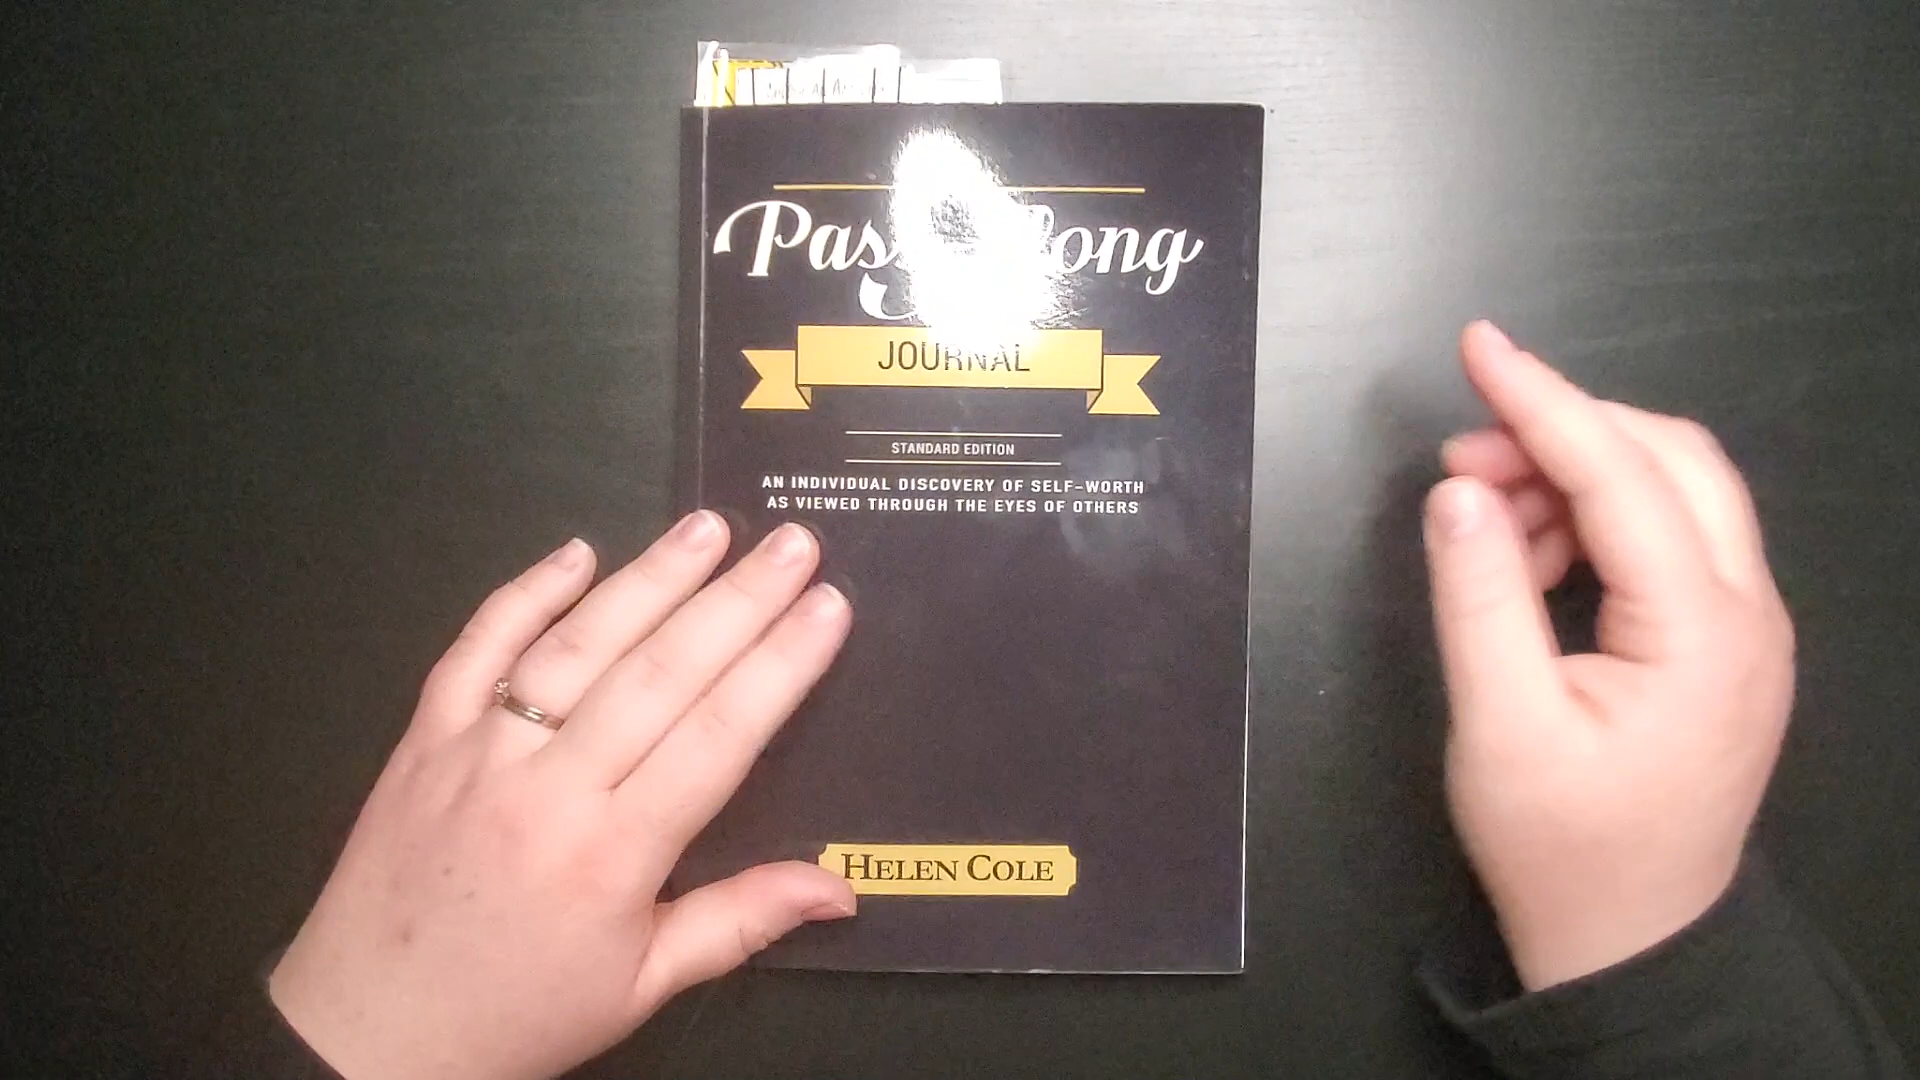 JOURNAL
STANDARD EDITION
AN INDIVIDUAL DISCOVERY OF SELF-WORTH
AS VIEWED THROUGH THE EYES OF OTHERS
HELEN COLE